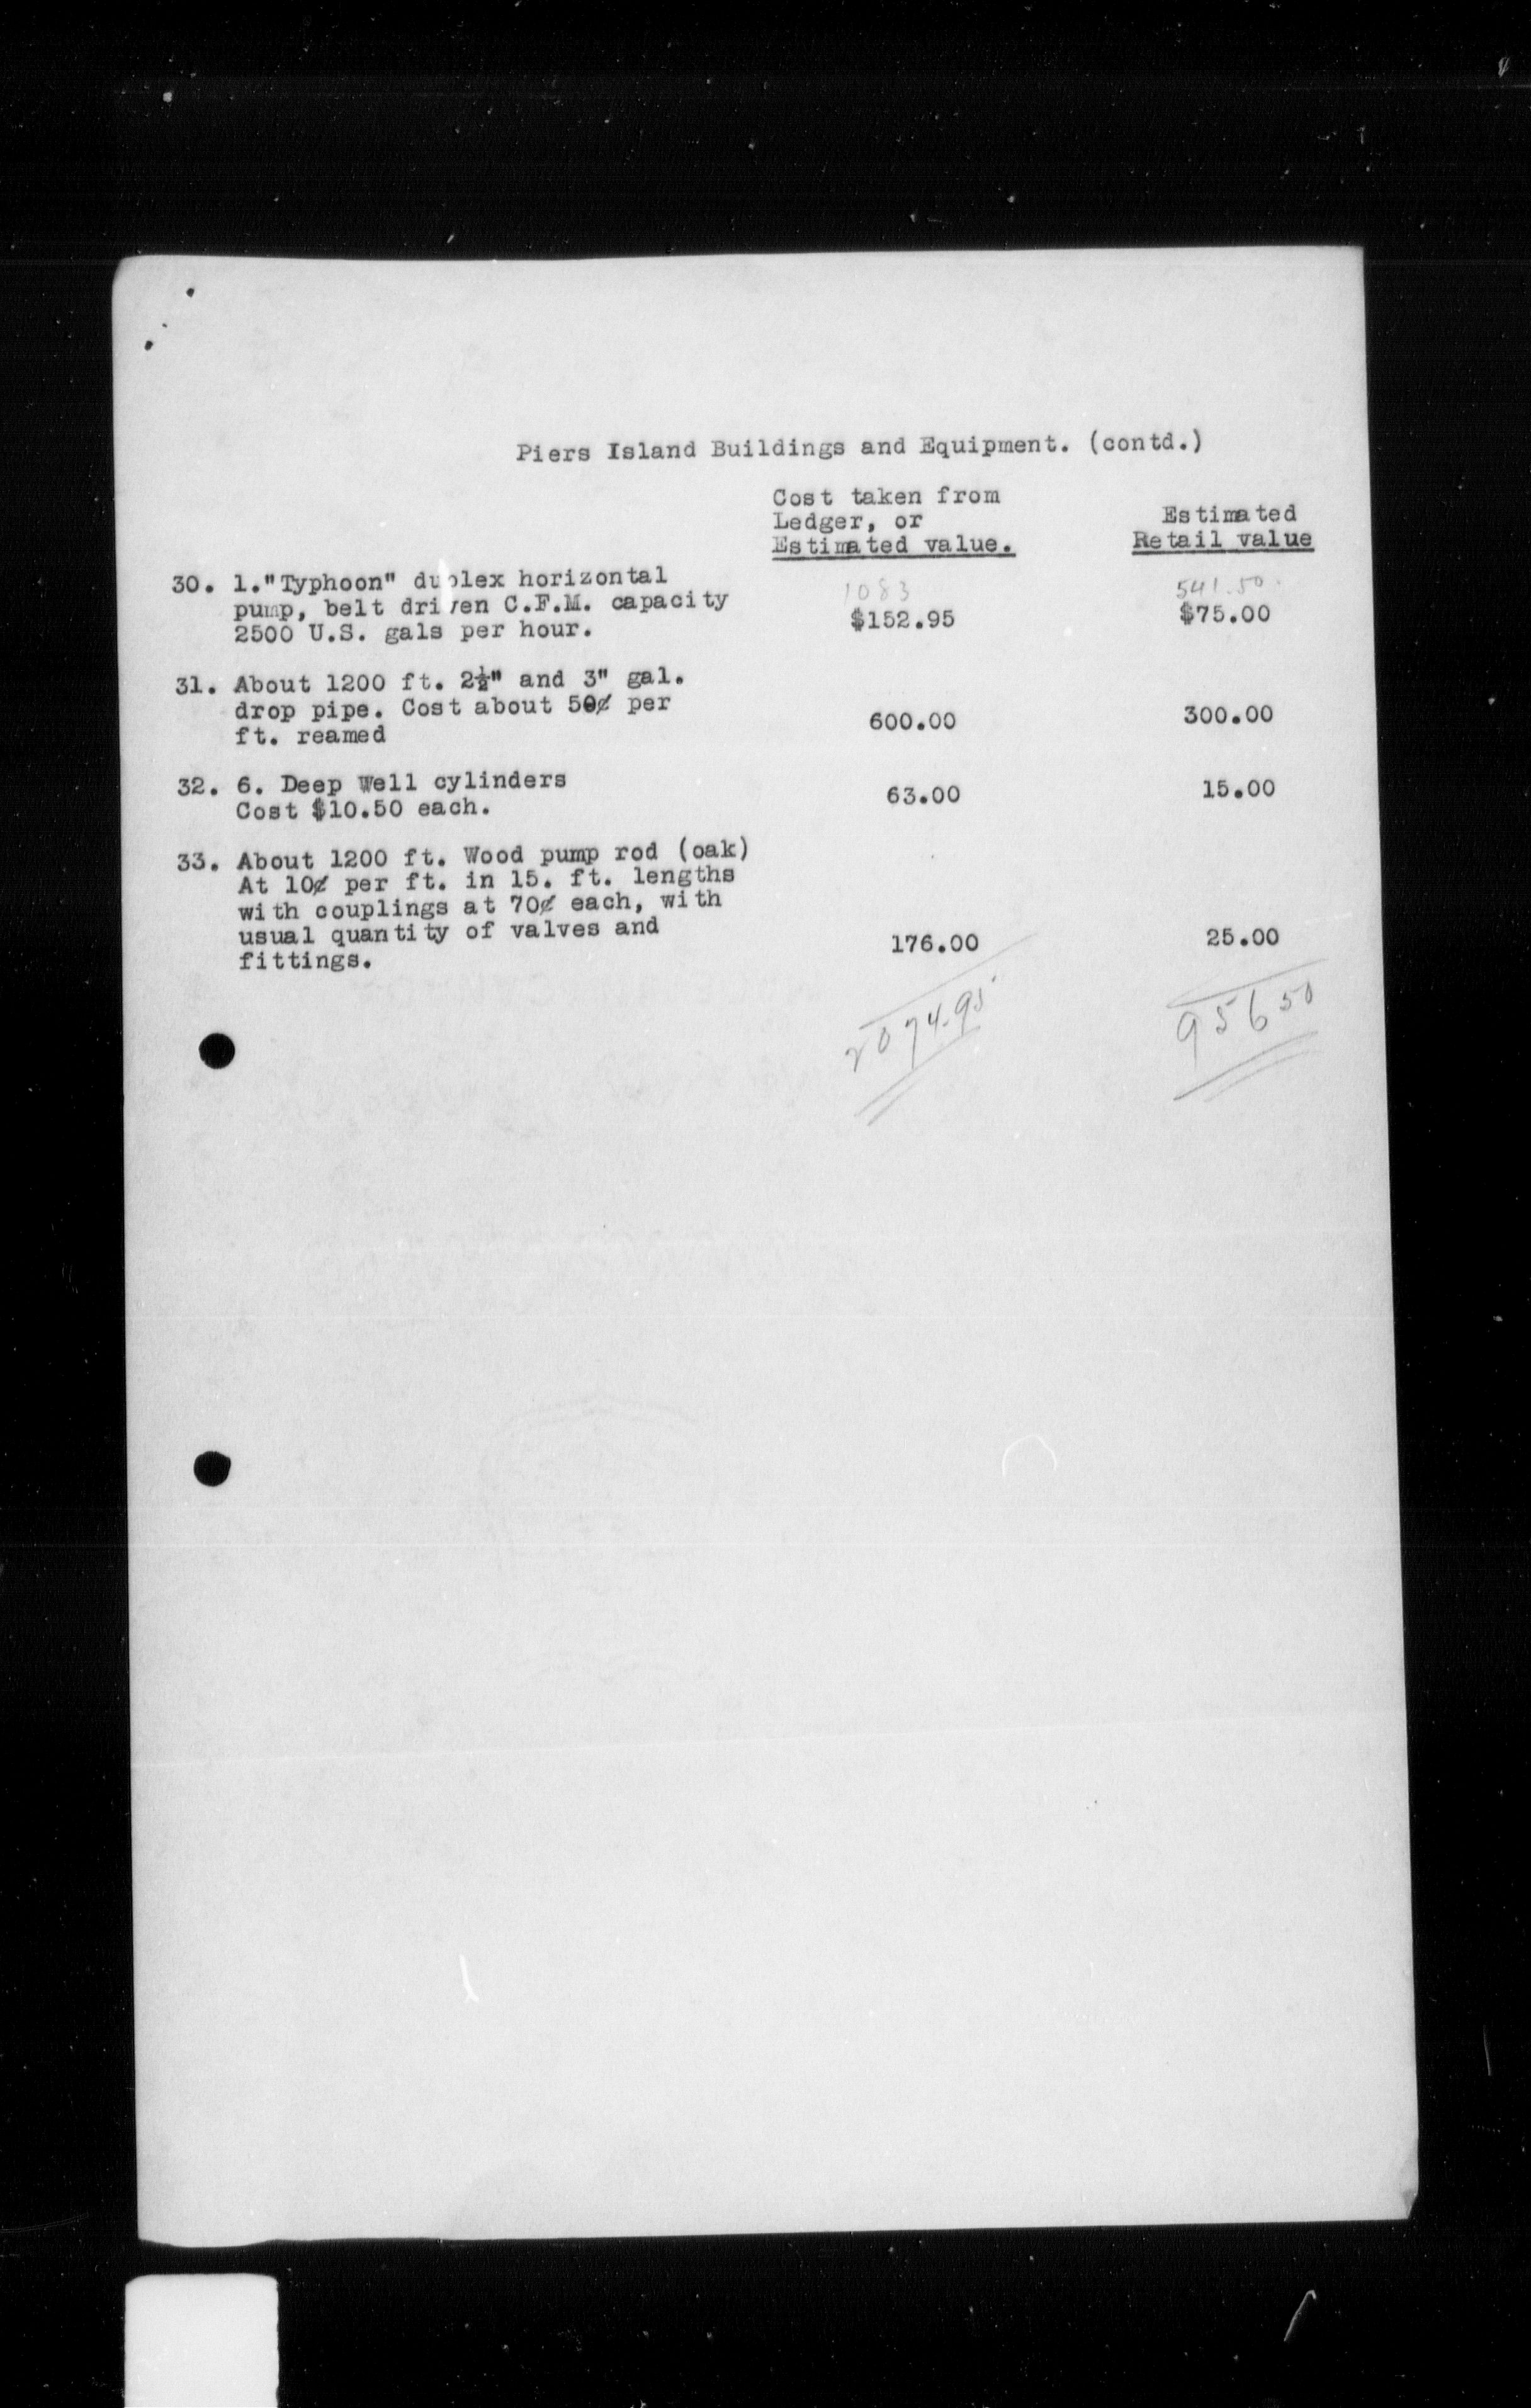 Piers Island Buildings and Equipment. (contd.)
Cost taken from
Ledger, or
Estimated value.
Estimated
Retail value
1083
541.50
30. 1."Typhoon" duplex horizontal
pump, belt driven C.F.M. capacity
2500 U.S. gals per hour.
$152.95
$75.00
31. About 1200 ft. 2½" and 3" gal.
drop pipe. Cost about 50¢ per
ft. reamed
600.00
300.00
32. 6. Deep Well cylinders
Cost $10.50 each.
63.00
15.00
33. About 1200 ft. Wood pump rod (oak)
At 10¢ per ft. in 15. ft. lengths
with couplings at 70¢ each, with
usual quantity of valves and
fittings.
176.00
25.00
2074.95
956 50